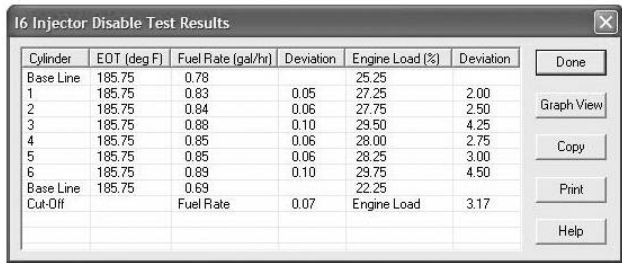 I6 Injector Disable Test Results
Cylinder EOT (deg F) Fuel Rate (gal/hr) Deviation Engine Load (%) Deviation
Base Line 185.75 0.78 25.25
1 185.75 0.83 0.05 27.25 2.00
2 185.75 0.84 0.06 27.75 2.50
3 185.75 0.88 0.10 29.50 4.25
4 185.75 0.85 0.06 28.00 2.75
5 185.75 0.85 0.06 28.25 3.00
6 185.75 0.89 0.10 29.75 4.50
Base Line 185.75 0.69 22.25
Cut-Off Fuel Rate 0.07 Engine Load 3.17
Done
Graph View
Copy
Print
Help